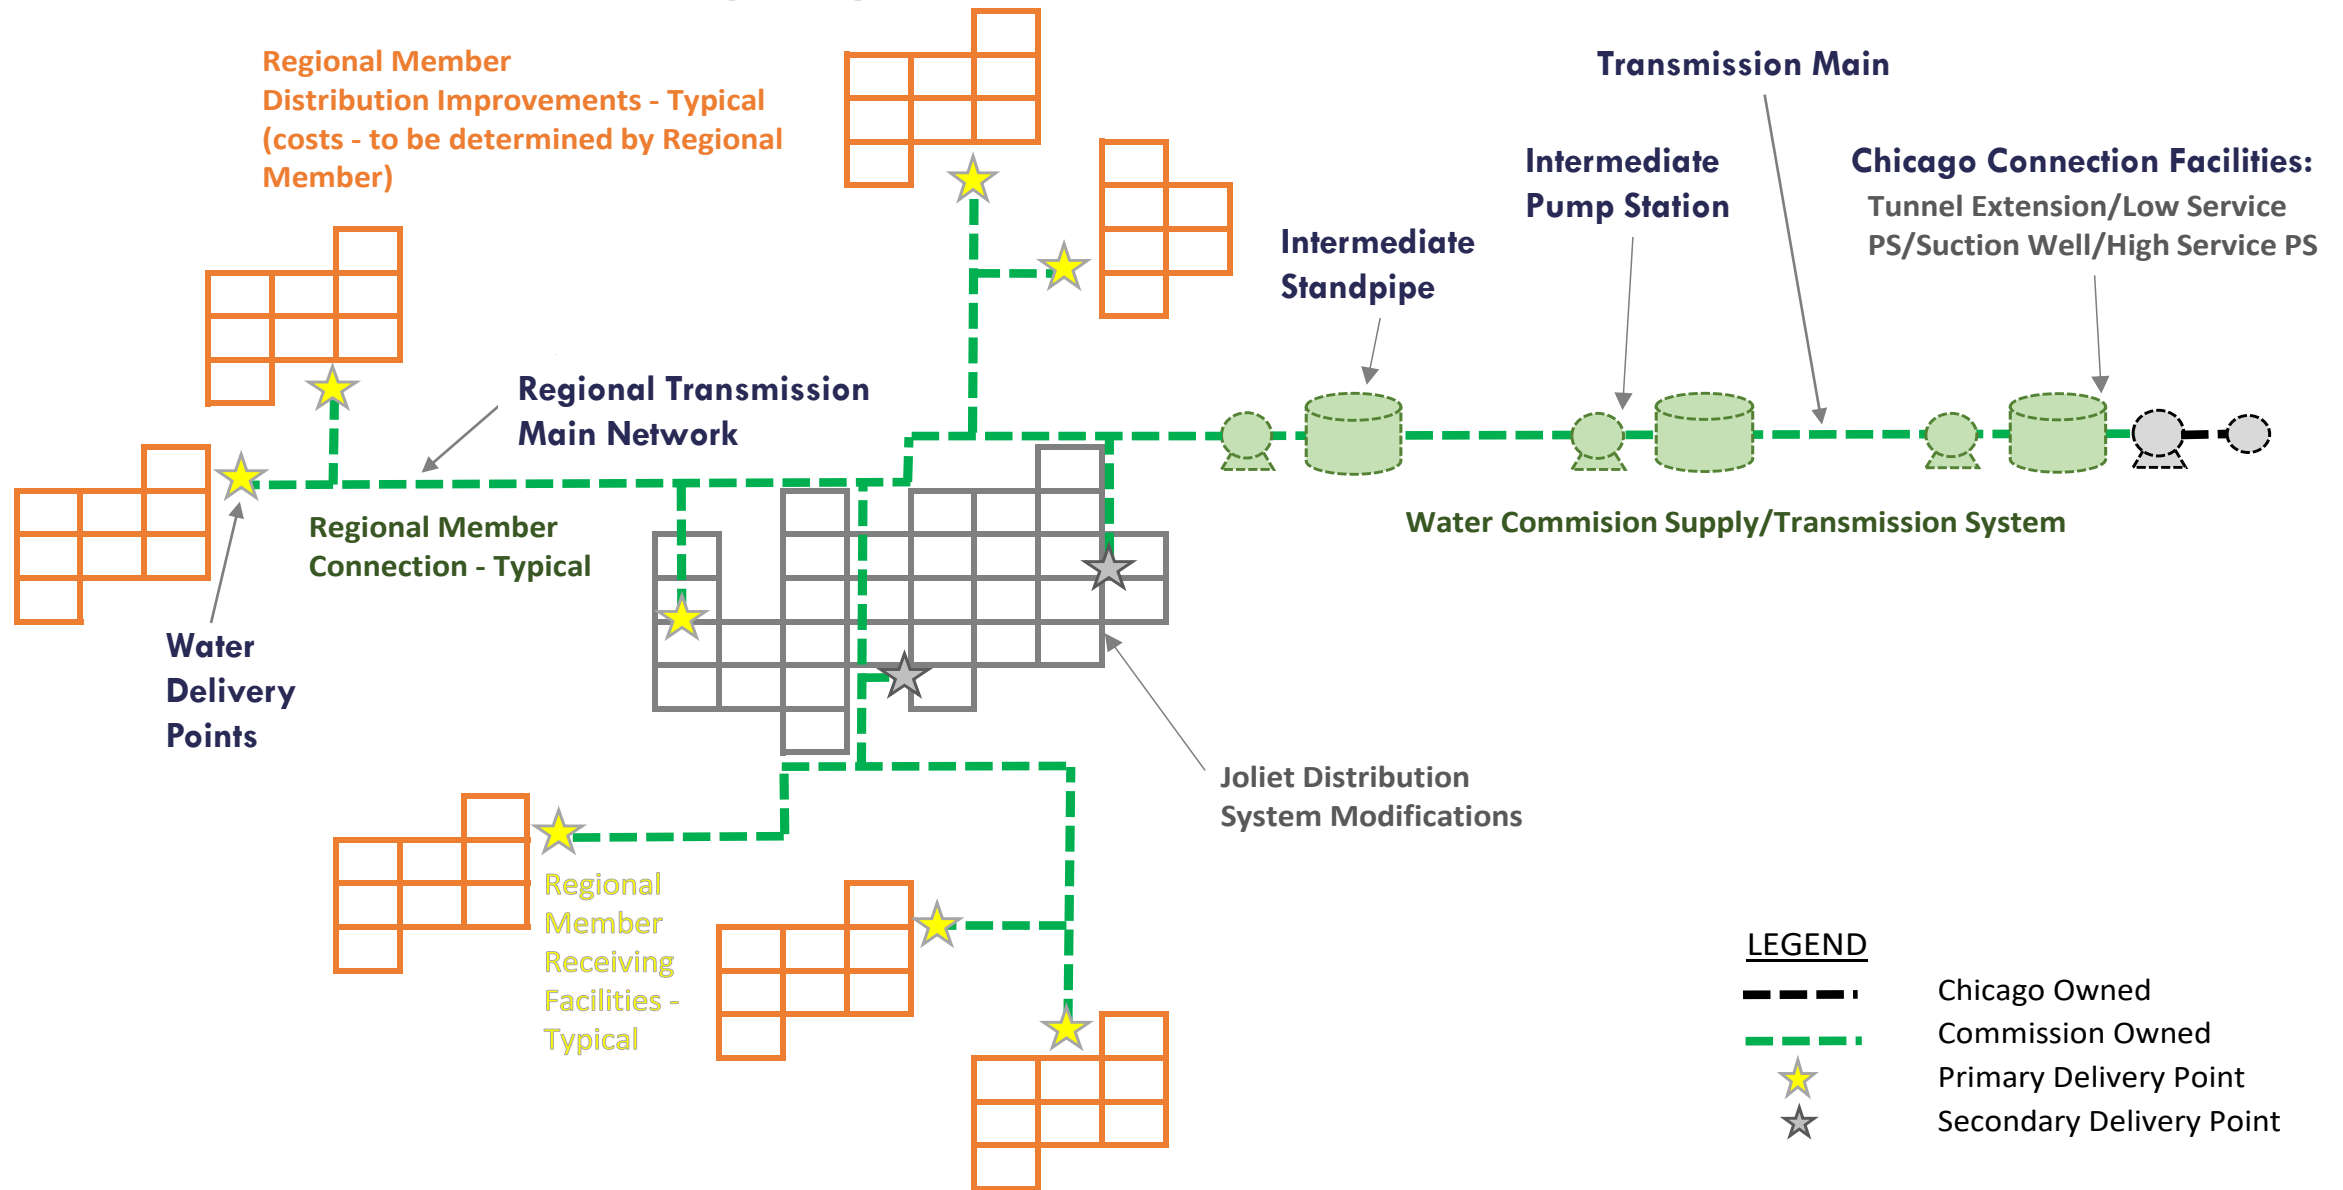 Regional Member
Distribution Improvements - Typical
(costs - to be determined by Regional
Member)
Transmission Main
Intermediate
Pump Station
Chicago Connection Facilities:
Tunnel Extension/Low Service
PS/Suction Well/High Service PS
Intermediate
Standpipe
Regional Transmission
Main Network
Regional Member
Connection - Typical
Water Commision Supply/Transmission System
Water
Delivery
Points
Joliet Distribution
System Modifications
Regional
Member
Receiving
Facilities -
Typical
LEGEND
Chicago Owned
Commission Owned
Primary Delivery Point
Secondary Delivery Point